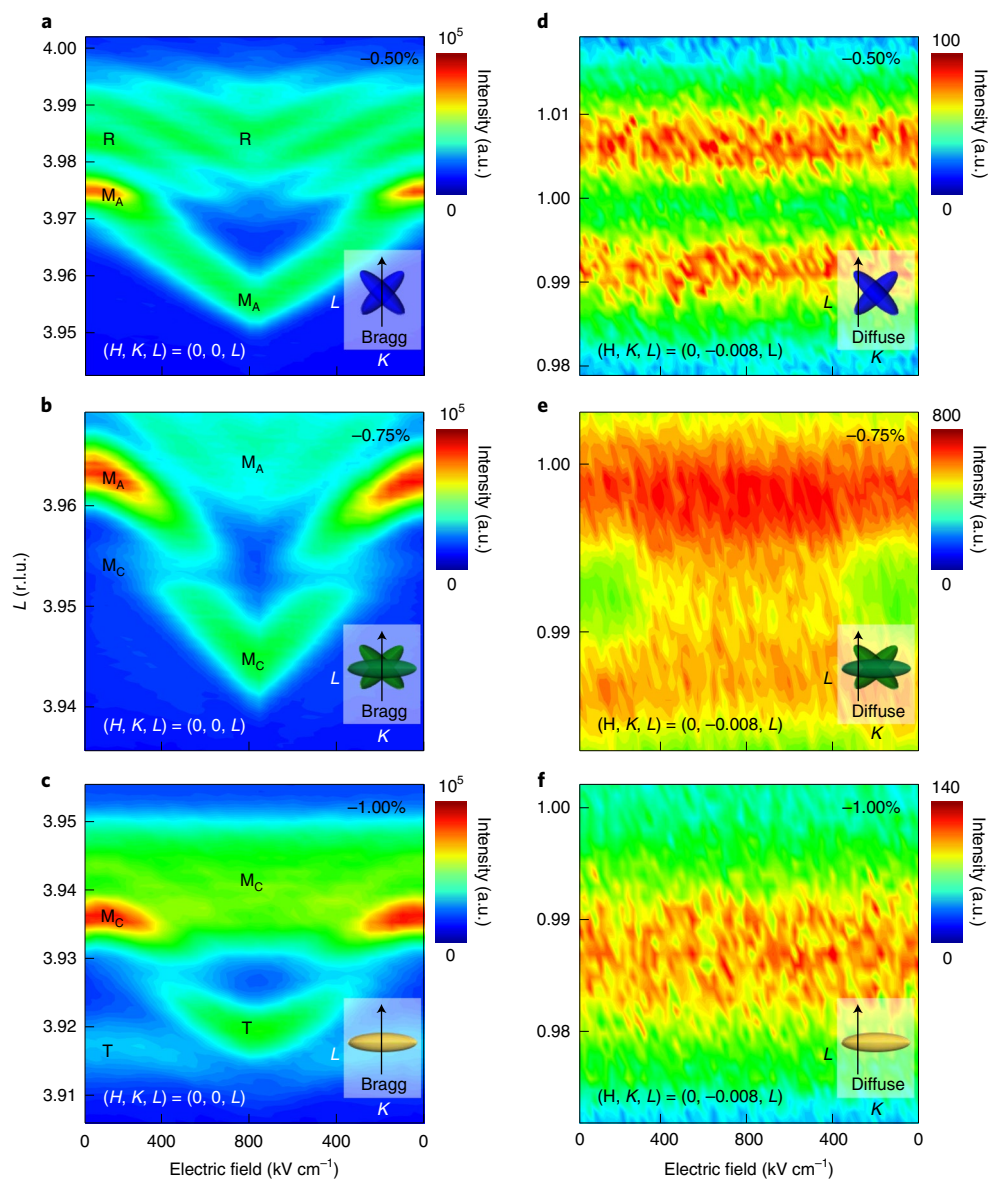 a
10⁵
Intensity (a.u.)
0
−0.50%
4.00
3.99
3.98
3.97
3.96
3.95
R
R
M_A
M_A
L
Bragg
K
(H, K, L) = (0, 0, L)
d
100
Intensity (a.u.)
0
−0.50%
1.01
1.00
0.99
0.98
L
Diffuse
K
(H, K, L) = (0, −0.008, L)
b
10⁵
Intensity (a.u.)
0
−0.75%
3.96
3.95
3.94
L (r.l.u.)
M_A
M_A
M_C
M_C
L
Bragg
K
(H, K, L) = (0, 0, L)
e
800
Intensity (a.u.)
0
−0.75%
1.00
0.99
L
Diffuse
K
(H, K, L) = (0, −0.008, L)
c
10⁵
Intensity (a.u.)
0
−1.00%
3.95
3.94
3.93
3.92
3.91
M_C
M_C
T
T
L
Bragg
K
(H, K, L) = (0, 0, L)
0 400 800 400 0
Electric field (kV cm⁻¹)
f
140
Intensity (a.u.)
0
−1.00%
1.00
0.99
0.98
L
Diffuse
K
(H, K, L) = (0, −0.008, L)
0 400 800 400 0
Electric field (kV cm⁻¹)